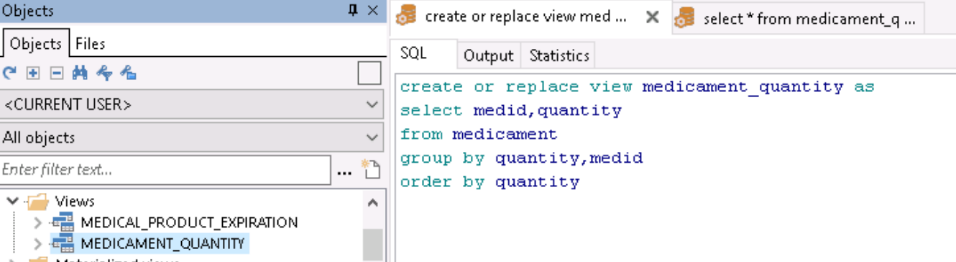 Objects
Objects Files
<CURRENT USER>
All objects
Enter filter text... ...
Views
MEDICAL_PRODUCT_EXPIRATION
MEDICAMENT_QUANTITY
create or replace view med ...
select * from medicament_q ...
SQL Output Statistics
create or replace view medicament_quantity as
select medid,quantity
from medicament
group by quantity,medid
order by quantity